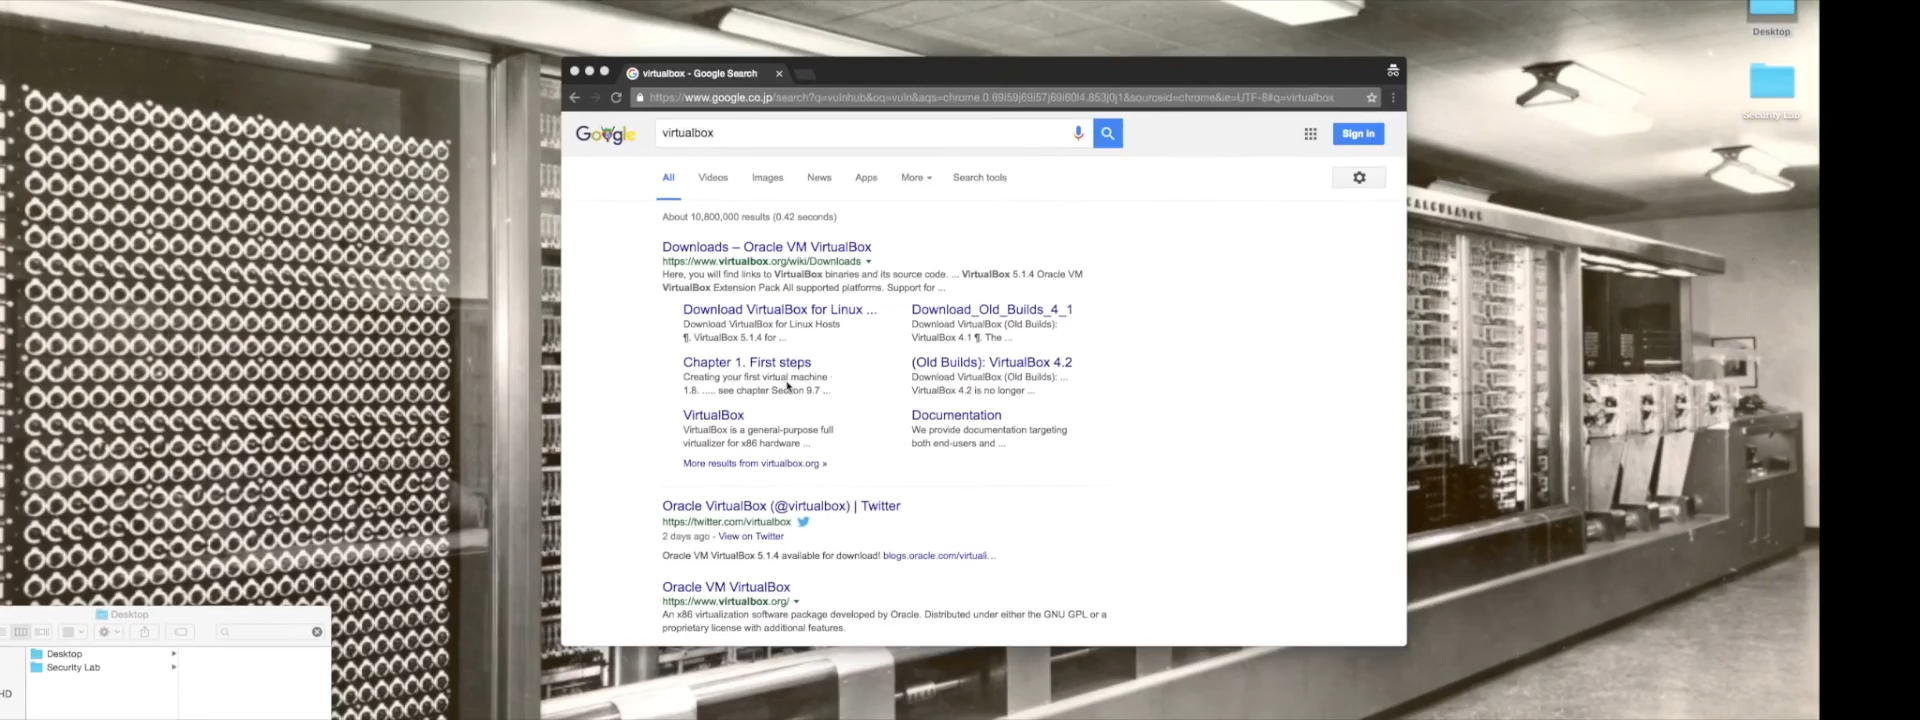 Desktop
Security Lab
virtualbox - Google Search
https://www.google.co.jp/search?q=vulnhub&oq=vuln&aqs=chrome.0.69i59j69i57j69i60l4.853j0j1&sourceid=chrome&ie=UTF-8#q=virtualbox
Google
virtualbox
Sign in
All Videos Images News Apps More Search tools
About 10,800,000 results (0.42 seconds)
Downloads – Oracle VM VirtualBox
https://www.virtualbox.org/wiki/Downloads
Here, you will find links to VirtualBox binaries and its source code. ... VirtualBox 5.1.4 Oracle VM
VirtualBox Extension Pack All supported platforms. Support for ...
Download VirtualBox for Linux ...
Download VirtualBox for Linux Hosts
¶. VirtualBox 5.1.4 for ...
Download_Old_Builds_4_1
Download VirtualBox (Old Builds):
VirtualBox 4.1 ¶. The ...
Chapter 1. First steps
Creating your first virtual machine ·
1.8. ..... see chapter Section 9.7 ...
(Old Builds): VirtualBox 4.2
Download VirtualBox (Old Builds): ...
VirtualBox 4.2 is no longer ...
VirtualBox
VirtualBox is a general-purpose full
virtualizer for x86 hardware ...
Documentation
We provide documentation targeting
both end-users and ...
More results from virtualbox.org »
Oracle VirtualBox (@virtualbox) | Twitter
https://twitter.com/virtualbox
2 days ago - View on Twitter
Oracle VM VirtualBox 5.1.4 available for download! blogs.oracle.com/virtuali...
Oracle VM VirtualBox
https://www.virtualbox.org/
An x86 virtualization software package developed by Oracle. Distributed under either the GNU GPL or a
proprietary license with additional features.
CALCULATOR
Desktop
Desktop
Security Lab
HD